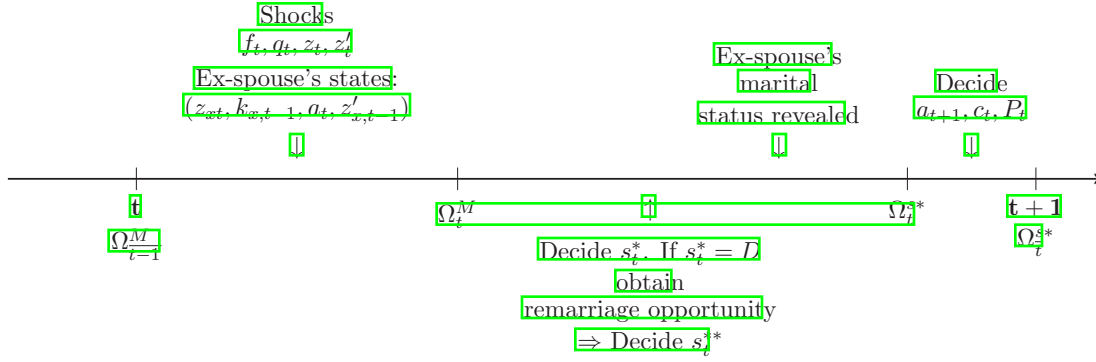 Shocks
f_t, q_t, z_t, z'_t
Ex-spouse's states:
(z_{xt}, k_{x,t−1}, a_t, z'_{x,t−1})
↓
Ex-spouse's
marital
status revealed
↓
Decide
a_{t+1}, c_t, P_t
↓
t
Ω^M_{t−1}
Ω^M_t
↑
Decide s^*_t. If s^*_t = D
obtain
remarriage opportunity
⇒ Decide s^{**}_t
Ω^{s*}_t
t + 1
Ω^{s*}_t